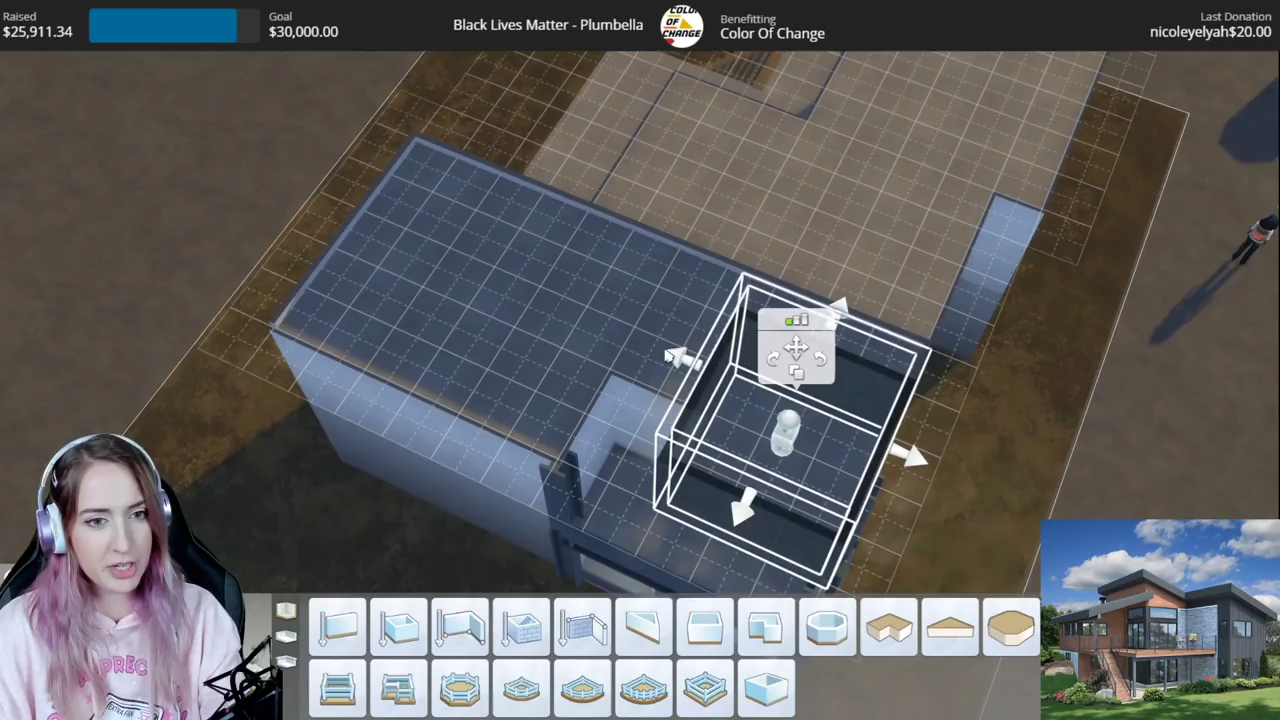 Raised
$25,911.34
Goal
$30,000.00
Black Lives Matter - Plumbella
COLOR
OF
CHANGE
Benefitting
Color Of Change
Last Donation
nicoleyelyah$20.00